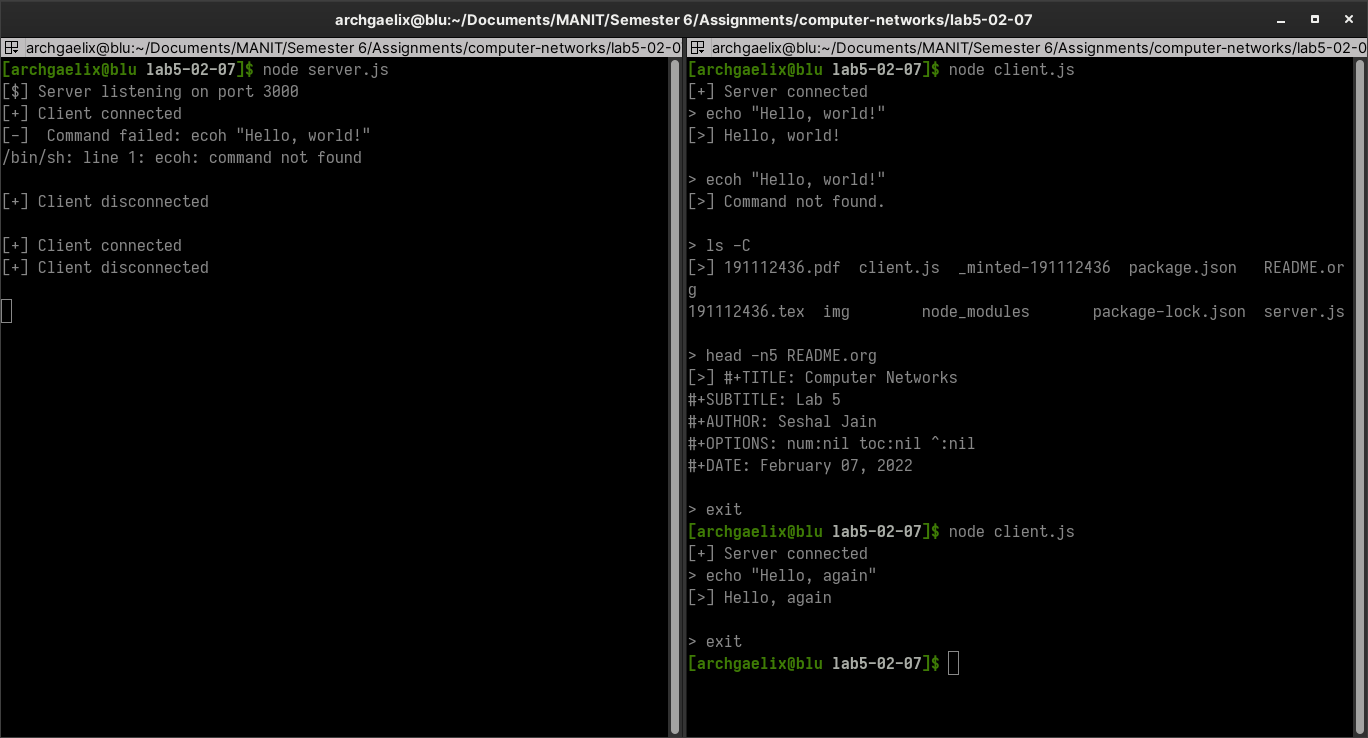 archgaelix@blu:~/Documents/MANIT/Semester 6/Assignments/computer-networks/lab5-02-07
archgaelix@blu:~/Documents/MANIT/Semester 6/Assignments/computer-networks/lab5-02-0
[archgaelix@blu lab5-02-07]$ node server.js
[$] Server listening on port 3000
[+] Client connected
[-]  Command failed: ecoh "Hello, world!"
/bin/sh: line 1: ecoh: command not found
[+] Client disconnected
[+] Client connected
[+] Client disconnected
archgaelix@blu:~/Documents/MANIT/Semester 6/Assignments/computer-networks/lab5-02-0
[archgaelix@blu lab5-02-07]$ node client.js
[+] Server connected
> echo "Hello, world!"
[>] Hello, world!
> ecoh "Hello, world!"
[>] Command not found.
> ls -C
[>] 191112436.pdf  client.js  _minted-191112436  package.json   README.or
g
191112436.tex  img        node_modules       package-lock.json  server.js
> head -n5 README.org
[>] #+TITLE: Computer Networks
#+SUBTITLE: Lab 5
#+AUTHOR: Seshal Jain
#+OPTIONS: num:nil toc:nil ^:nil
#+DATE: February 07, 2022
> exit
[archgaelix@blu lab5-02-07]$ node client.js
[+] Server connected
> echo "Hello, again"
[>] Hello, again
> exit
[archgaelix@blu lab5-02-07]$